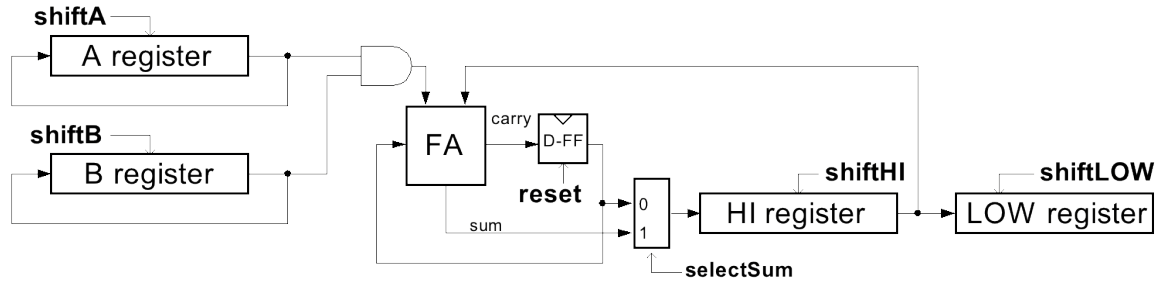 shiftA
A register
shiftB
B register
FA
carry
D-FF
reset
sum
0
1
selectSum
shiftHI
HI register
shiftLOW
LOW register